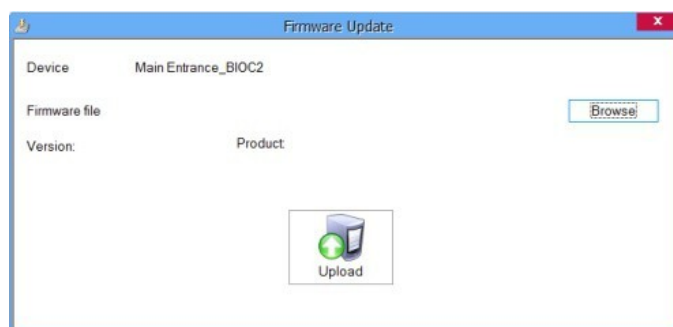 Firmware Update
x
Device Main Entrance_BIOC2
Firmware file Browse
Version: Product:
Upload